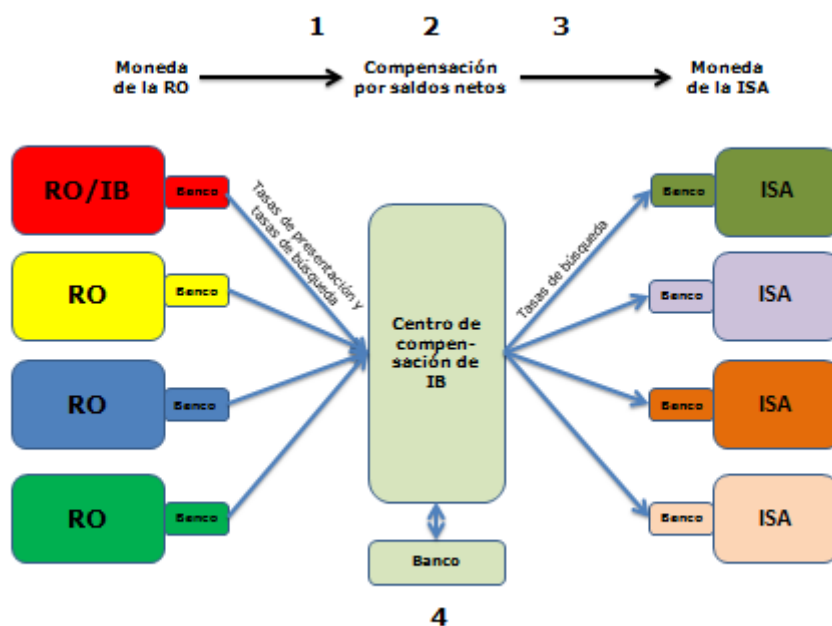 1 2 3
Moneda
de la RO
Compensación
por saldos netos
Moneda
de la ISA
RO/IB
Banco
Tasas de presentación y
tasas de búsqueda
RO
Banco
RO
Banco
RO
Banco
Centro de
compen-
sación de
IB
Banco
4
Tasas de búsqueda
Banco
ISA
Banco
ISA
Banco
ISA
Banco
ISA